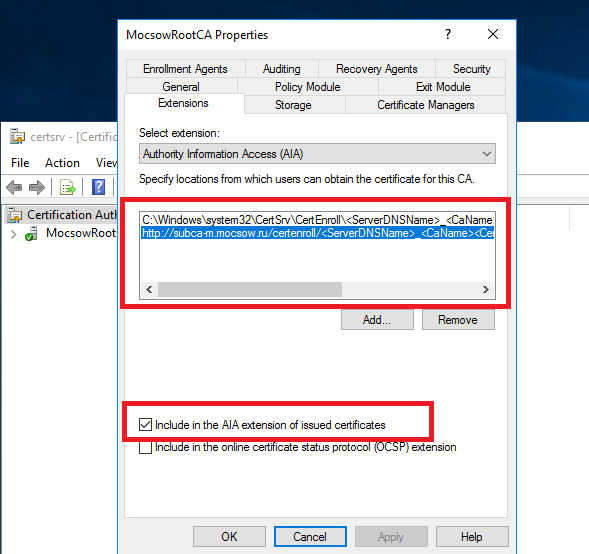 MocsowRootCA Properties
Enrollment Agents Auditing Recovery Agents Security
General Policy Module Exit Module
Extensions Storage Certificate Managers
certsrv - [Certific
Select extension:
File Action Viev
Authority Information Access (AIA)
Specify locations from which users can obtain the certificate for this CA.
Certification Auth
C:\Windows\system32\CertSrv\CertEnroll\<ServerDNSName>_<CaName
MocsowRoot
http://subca-m.mocsow.ru/certenroll/<ServerDNSName>_<CaName><Cer
Add... Remove
Include in the AIA extension of issued certificates
Include in the online certificate status protocol (OCSP) extension
OK Cancel Apply Help